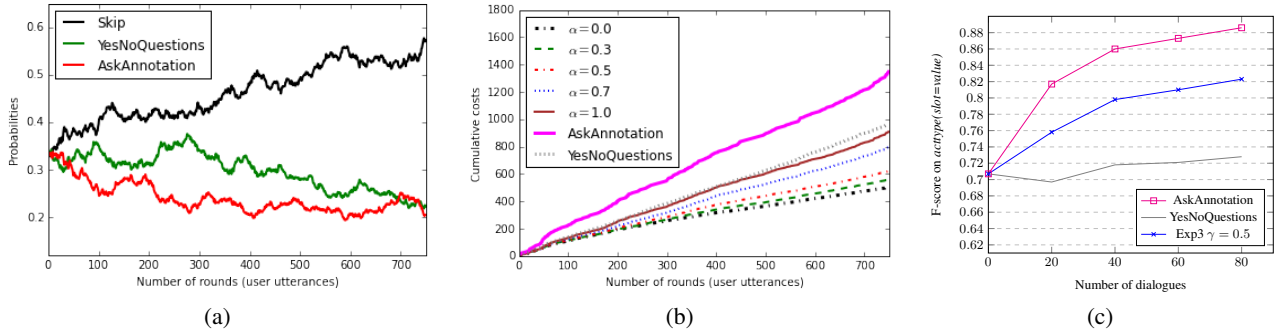 0.6
0.5
0.4
0.3
0.2
Probabilities
Skip
YesNoQuestions
AskAnnotation
0 100 200 300 400 500 600 700
Number of rounds (user utterances)
(a)
1800
1600
1400
1200
1000
800
600
400
200
0
Cumulative costs
α = 0.0
α = 0.3
α = 0.5
α = 0.7
α = 1.0
AskAnnotation
YesNoQuestions
0 100 200 300 400 500 600 700
Number of rounds (user utterances)
(b)
0.88
0.86
0.84
0.82
0.8
0.78
0.76
0.74
0.72
0.7
0.68
0.66
0.64
0.62
F-score on acttype(slot=value)
AskAnnotation
YesNoQuestions
Exp3 γ = 0.5
0 20 40 60 80
Number of dialogues
(c)